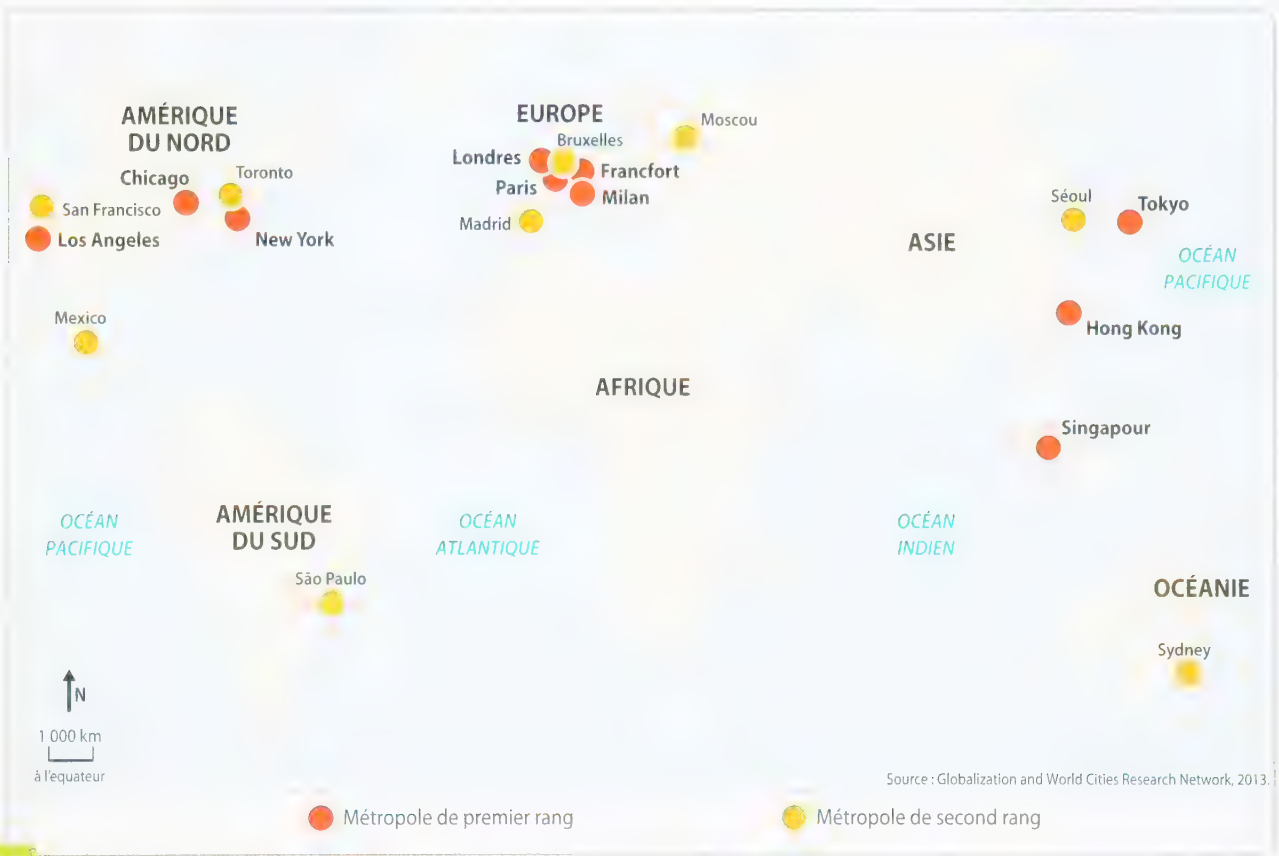 AMÉRIQUE
DU NORD
EUROPE
Moscou
Bruxelles
Londres
Francfort
Paris
Milan
Madrid
Chicago
Toronto
San Francisco
Los Angeles
New York
Séoul
Tokyo
ASIE
OCÉAN
PACIFIQUE
Mexico
Hong Kong
AFRIQUE
Singapour
OCÉAN
PACIFIQUE
AMÉRIQUE
DU SUD
OCÉAN
ATLANTIQUE
OCÉAN
INDIEN
São Paulo
OCÉANIE
Sydney
N
1 000 km
à l'equateur
Source : Globalization and World Cities Research Network, 2013.
Métropole de premier rang
Métropole de second rang